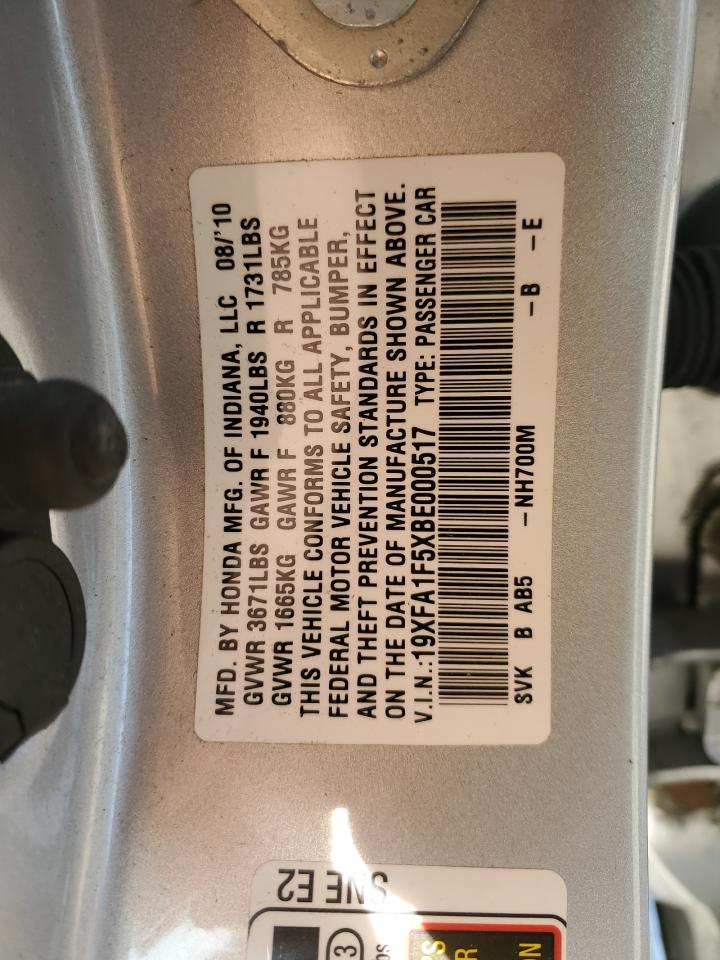 MFD. BY HONDA MFG. OF INDIANA, LLC 08/'10
GVWR 3671LBS GAWR F 1940LBS R 1731LBS
GVWR 1665KG GAWR F 880KG R 785KG
THIS VEHICLE CONFORMS TO ALL APPLICABLE
FEDERAL MOTOR VEHICLE SAFETY, BUMPER,
AND THEFT PREVENTION STANDARDS IN EFFECT
ON THE DATE OF MANUFACTURE SHOWN ABOVE.
V.I.N.:19XFA1F5XBE000517 TYPE: PASSENGER CAR
SVK B AB5 -NH700M -B -E
SNE E2
3